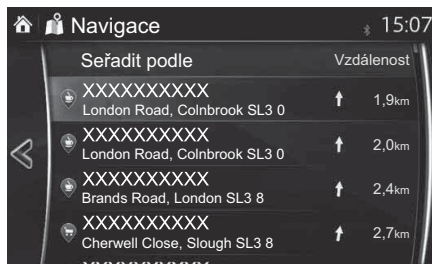 Navigace 15:07
Seřadit podle Vzdálenost
XXXXXXXXXX
London Road, Colnbrook SL3 0 1,9km
XXXXXXXXXX
London Road, Colnbrook SL3 0 2,0km
XXXXXXXXXX
Brands Road, London SL3 8 2,4km
XXXXXXXXXX
Cherwell Close, Slough SL3 8 2,7km